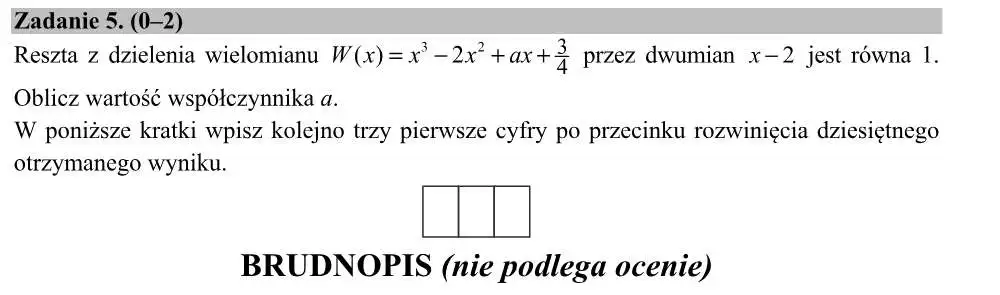 Zadanie 5. (0–2)
Reszta z dzielenia wielomianu W(x) = x³ − 2x² + ax + 3/4 przez dwumian x − 2 jest równa 1.
Oblicz wartość współczynnika a.
W poniższe kratki wpisz kolejno trzy pierwsze cyfry po przecinku rozwinięcia dziesiętnego
otrzymanego wyniku.
BRUDNOPIS (nie podlega ocenie)